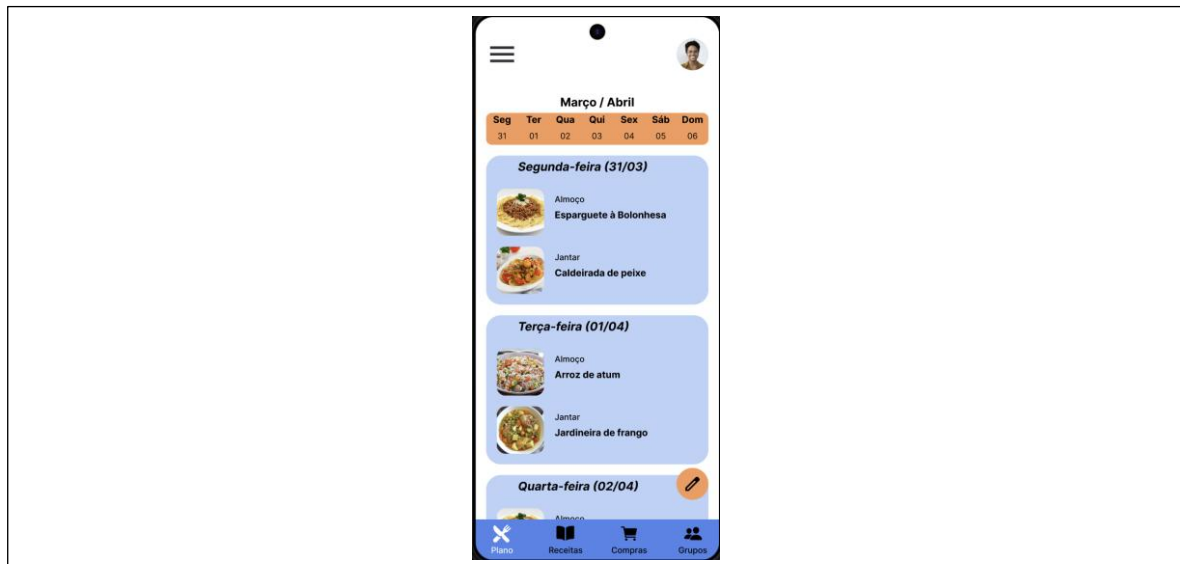 Março / Abril
Seg Ter Qua Qui Sex Sáb Dom
31 01 02 03 04 05 06
Segunda-feira (31/03)
Almoço
Esparguete à Bolonhesa
Jantar
Caldeirada de peixe
Terça-feira (01/04)
Almoço
Arroz de atum
Jantar
Jardineira de frango
Quarta-feira (02/04)
Almoço
Plano Receitas Compras Grupos